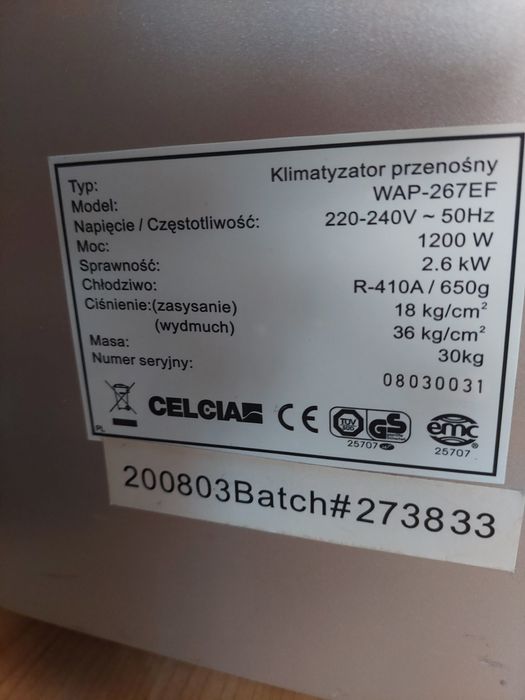 Typ: Klimatyzator przenośny
Model: WAP-267EF
Napięcie / Częstotliwość: 220-240V ~ 50Hz
Moc: 1200 W
Sprawność: 2.6 kW
Chłodziwo: R-410A / 650g
Ciśnienie:(zasysanie) 18 kg/cm²
(wydmuch) 36 kg/cm²
Masa: 30kg
Numer seryjny: 08030031
PL CELCIA CE TÜV GS emc
25707 25707
200803Batch#273833